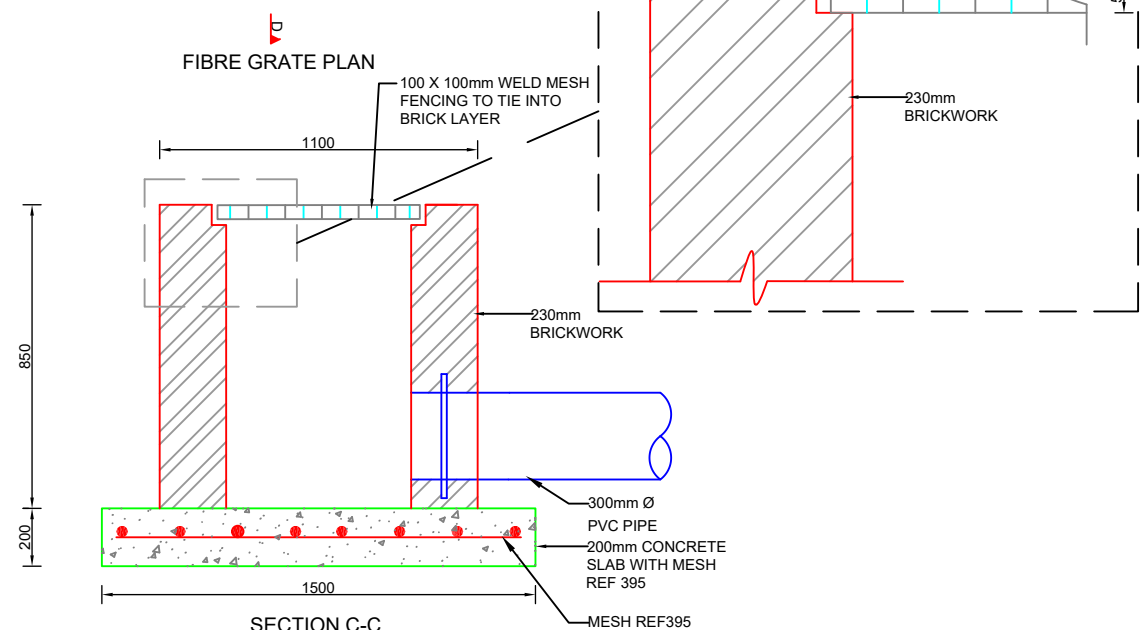 D
FIBRE GRATE PLAN
100 X 100mm WELD MESH
FENCING TO TIE INTO
BRICK LAYER
230mm
BRICKWORK
1100
230mm
BRICKWORK
850
300mm Ø
PVC PIPE
200mm CONCRETE
SLAB WITH MESH
REF 395
200
1500
MESH REF395
SECTION C-C